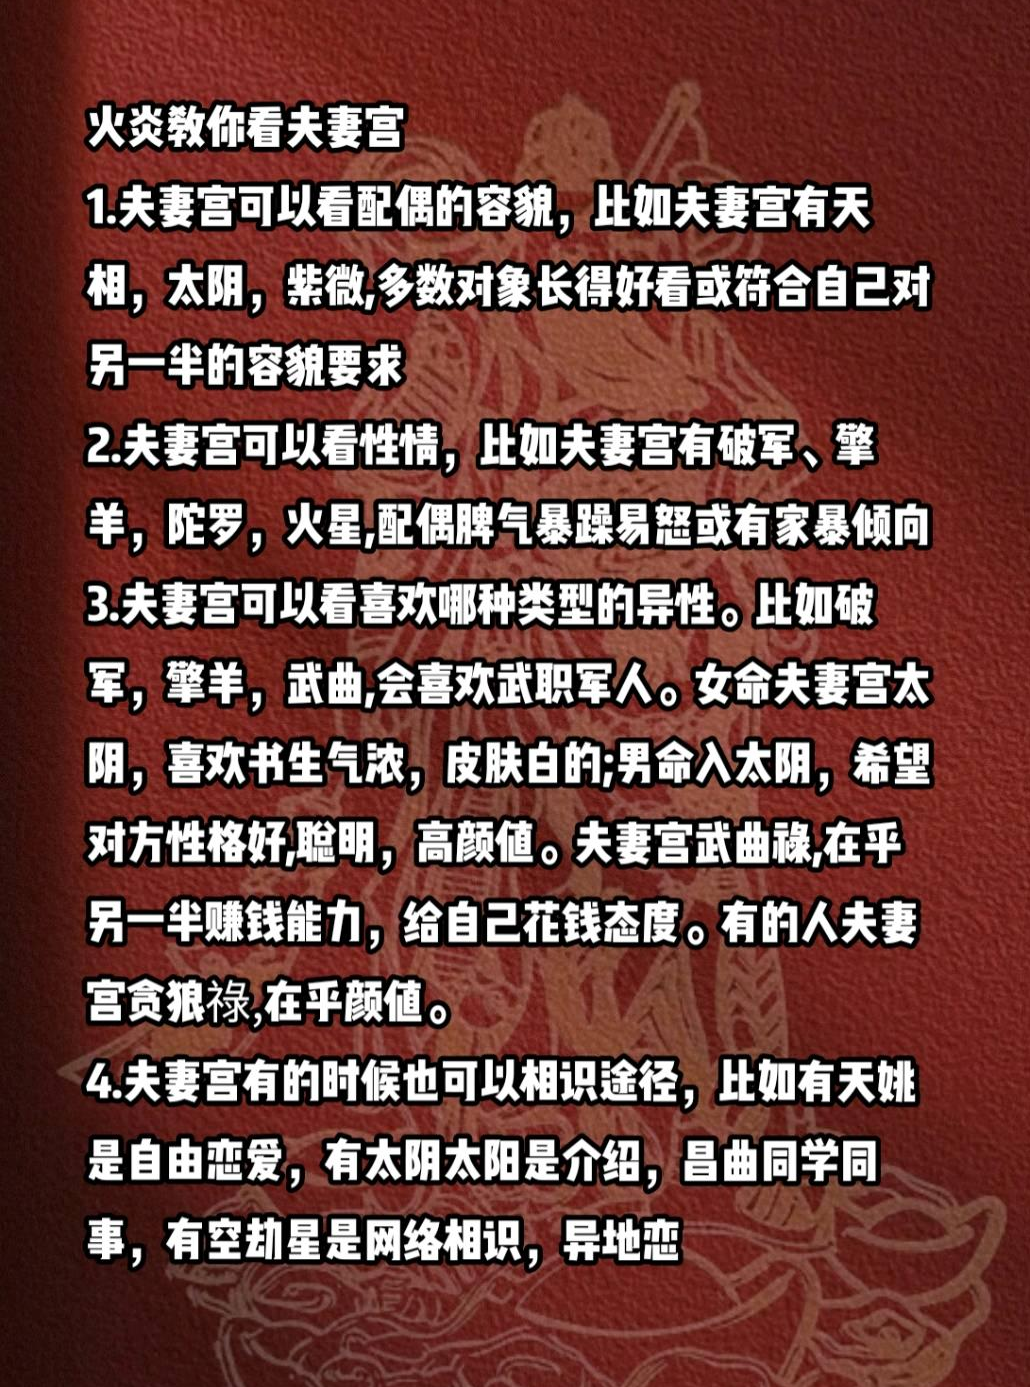 火炎教你看夫妻宫
1.夫妻宫可以看配偶的容貌，比如夫妻宫有天
相，太阴，紫微,多数对象长得好看或符合自己对
另一半的容貌要求
2.夫妻宫可以看性情，比如夫妻宫有破军、擎
羊，陀罗，火星,配偶脾气暴躁易怒或有家暴倾向
3.夫妻宫可以看喜欢哪种类型的异性。比如破
军，擎羊，武曲,会喜欢武职军人。女命夫妻宫太
阴，喜欢书生气浓，皮肤白的;男命入太阴，希望
对方性格好,聪明，高颜值。夫妻宫武曲禄,在乎
另一半赚钱能力，给自己花钱态度。有的人夫妻
宫贪狼祿,在乎颜值。
4.夫妻宫有的时候也可以相识途径，比如有天姚
是自由恋爱，有太阴太阳是介绍，昌曲同学同
事，有空劫星是网络相识，异地恋